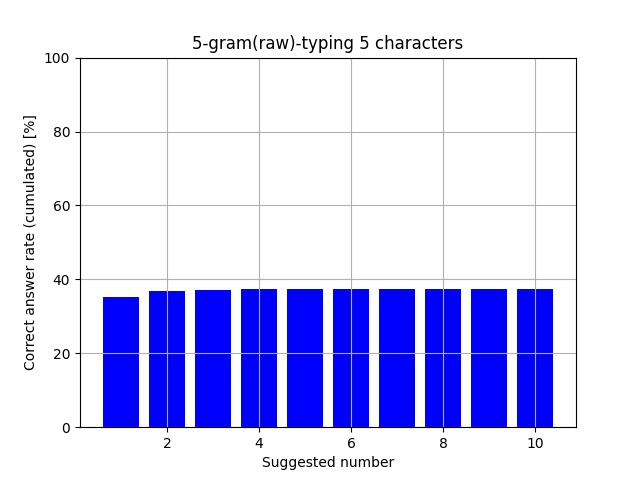 5-gram(raw)-typing 5 characters
100
80
60
40
20
0
Correct answer rate (cumulated) [%]
2 4 6 8 10
Suggested number